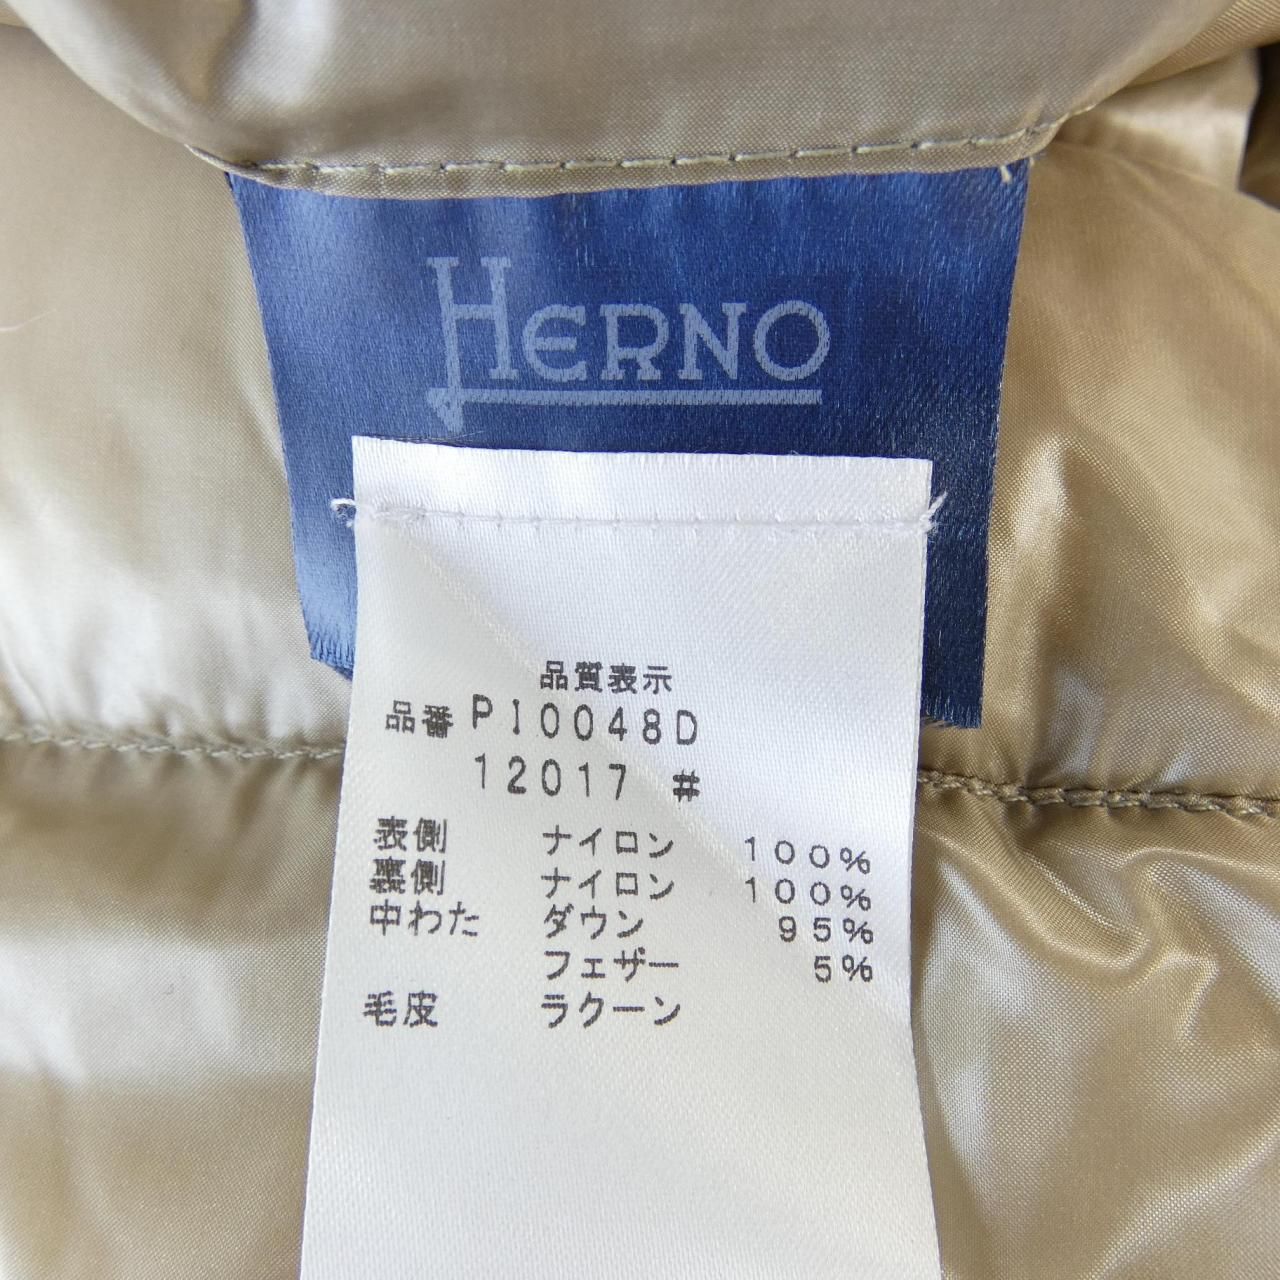 HERNO
品質表示
品番 PI0048D
12017 #
表側 ナイロン 100%
裏側 ナイロン 100%
中わた ダウン 95%
フェザー 5%
毛皮 ラクーン